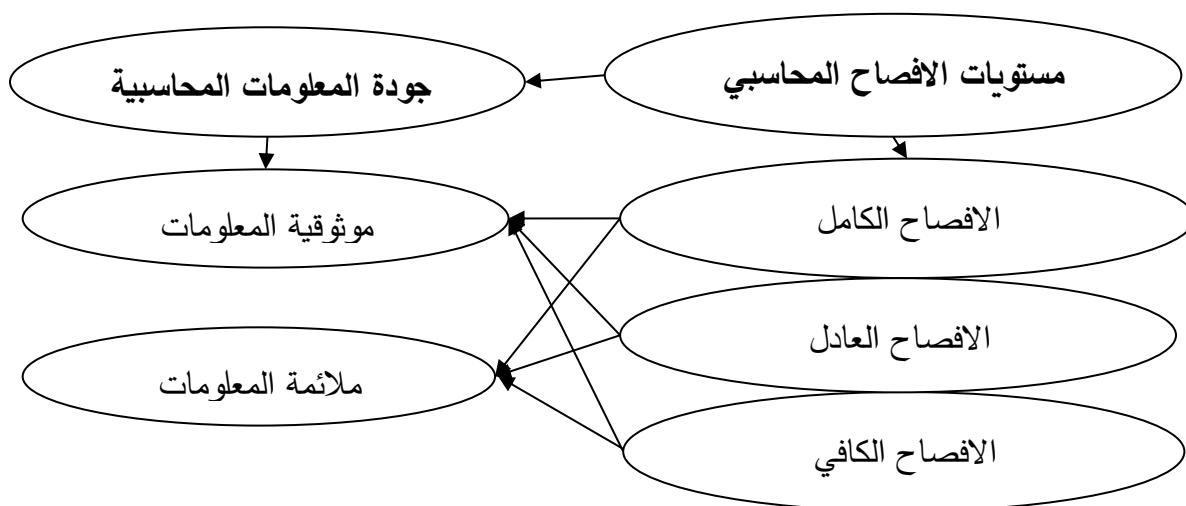 مستويات الافصاح المحاسبي
جودة المعلومات المحاسبية
الافصاح الكامل
موثوقية المعلومات
الافصاح العادل
ملائمة المعلومات
الافصاح الكافي